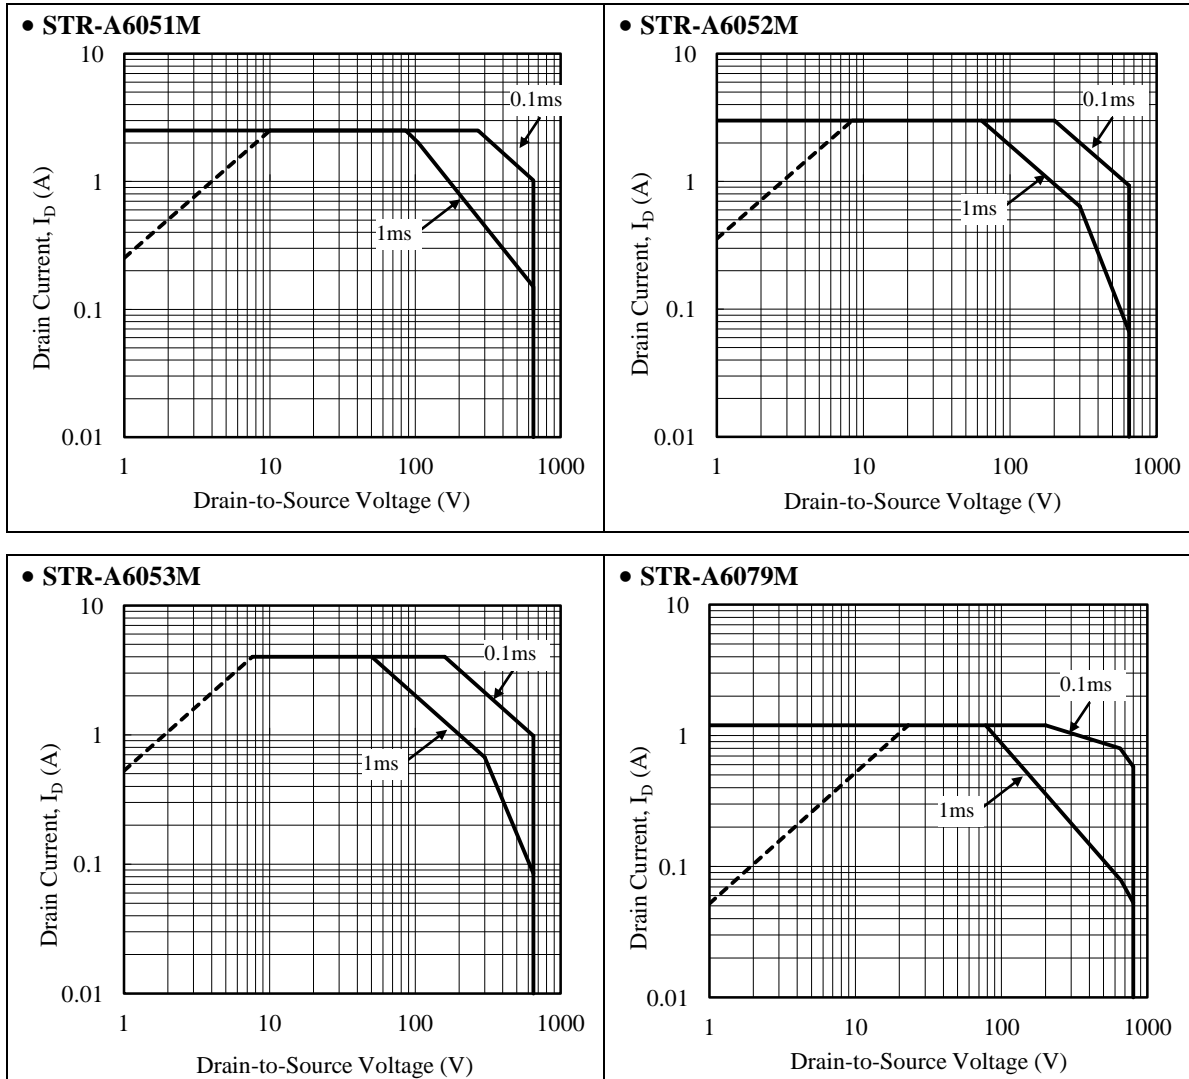 • STR-A6051M
10
1
0.1
0.01
Drain Current, I_D (A)
0.1ms
1ms
1 10 100 1000
Drain-to-Source Voltage (V)
• STR-A6052M
10
1
0.1
0.01
Drain Current, I_D (A)
0.1ms
1ms
1 10 100 1000
Drain-to-Source Voltage (V)
• STR-A6053M
10
1
0.1
0.01
Drain Current, I_D (A)
0.1ms
1ms
1 10 100 1000
Drain-to-Source Voltage (V)
• STR-A6079M
10
1
0.1
0.01
Drain Current, I_D (A)
0.1ms
1ms
1 10 100 1000
Drain-to-Source Voltage (V)